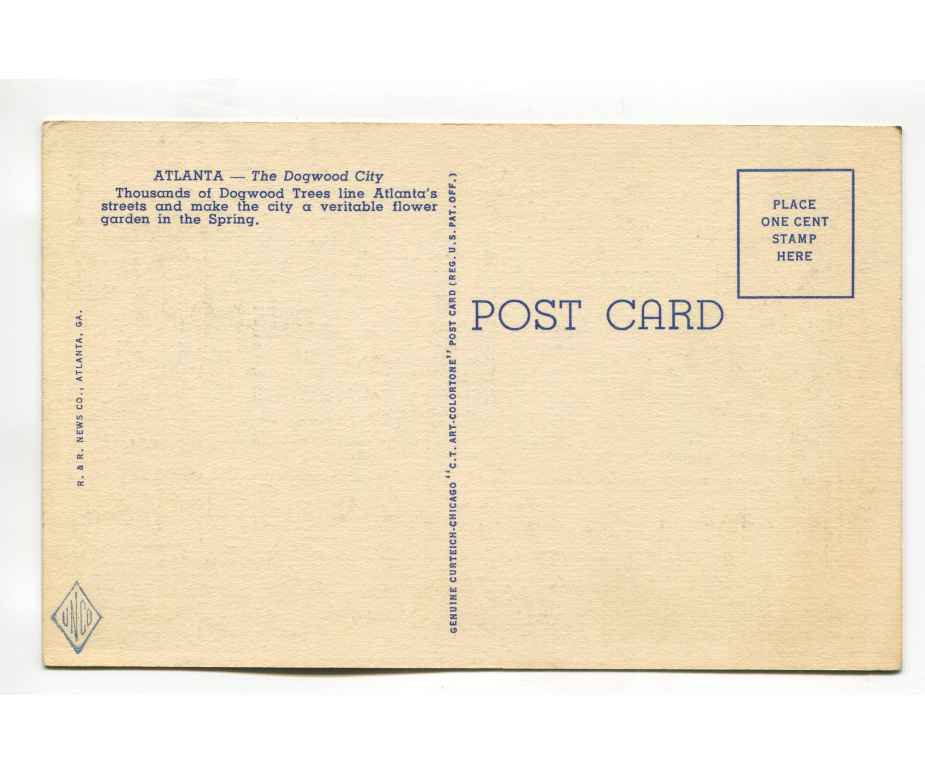 ATLANTA — The Dogwood City
Thousands of Dogwood Trees line Atlanta's
streets and make the city a veritable flower
garden in the Spring.
R. & R. NEWS CO., ATLANTA, GA.
UNCO
GENUINE CURTEICH-CHICAGO "C.T. ART-COLORTONE" POST CARD (REG. U.S. PAT. OFF.)
POST CARD
PLACE
ONE CENT
STAMP
HERE